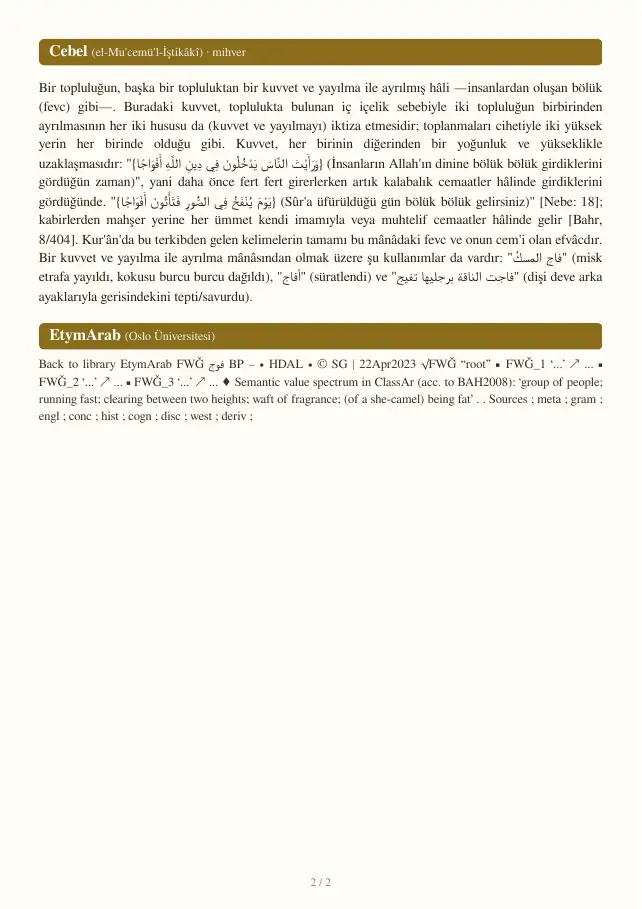 Cebel (el-Mu'cemü'l-İştikâkî) · mihver
Bir topluluğun, başka bir topluluktan bir kuvvet ve yayılma ile ayrılmış hâli —insanlardan oluşan bölük
(fevc) gibi—. Buradaki kuvvet, toplulukta bulunan iç içelik sebebiyle iki topluluğun birbirinden
ayrılmasının her iki hususu da (kuvvet ve yayılmayı) iktiza etmesidir; toplanmaları cihetiyle iki yüksek
yerin her birinde olduğu gibi. Kuvvet, her birinin diğerinden bir yoğunluk ve yükseklikle
uzaklaşmasıdır: "{وَرَأَيْتَ النَّاسَ يَدْخُلُونَ فِي دِينِ اللَّهِ أَفْوَاجًا} (İnsanların Allah'ın dinine bölük bölük girdiklerini
gördüğün zaman)", yani daha önce fert fert girerlerken artık kalabalık cemaatler hâlinde girdiklerini
gördüğünde. "{يَوْمَ يُنْفَخُ فِي الصُّورِ فَتَأْتُونَ أَفْوَاجًا} (Sûr'a üfürüldüğü gün bölük bölük gelirsiniz)" [Nebe: 18];
kabirlerden mahşer yerine her ümmet kendi imamıyla veya muhtelif cemaatler hâlinde gelir [Bahr,
8/404]. Kur'ân'da bu terkibden gelen kelimelerin tamamı bu mânâdaki fevc ve onun cem'i olan efvâcdır.
Bir kuvvet ve yayılma ile ayrılma mânâsından olmak üzere şu kullanımlar da vardır: "فاج المسكُ" (misk
etrafa yayıldı, kokusu burcu burcu dağıldı), "أفاج" (süratlendi) ve "فاجت الناقة برجليها تفيج" (dişi deve arka
ayaklarıyla gerisindekini tepti/savurdu).
EtymArab (Oslo Üniversitesi)
Back to library EtymArab FWǦ فوج BP – • HDAL • © SG | 22Apr2023 √FWǦ “root” ▪ FWǦ_1 ‘...’ ↗ ... ▪
FWǦ_2 ‘...’ ↗ ... ▪ FWǦ_3 ‘...’ ↗ ... ♦ Semantic value spectrum in ClassAr (acc. to BAH2008): ‘group of people;
running fast; clearing between two heights; waft of fragrance; (of a she-camel) being fat’ . . Sources ; meta ; gram ;
engl ; conc ; hist ; cogn ; disc ; west ; deriv ;
2 / 2